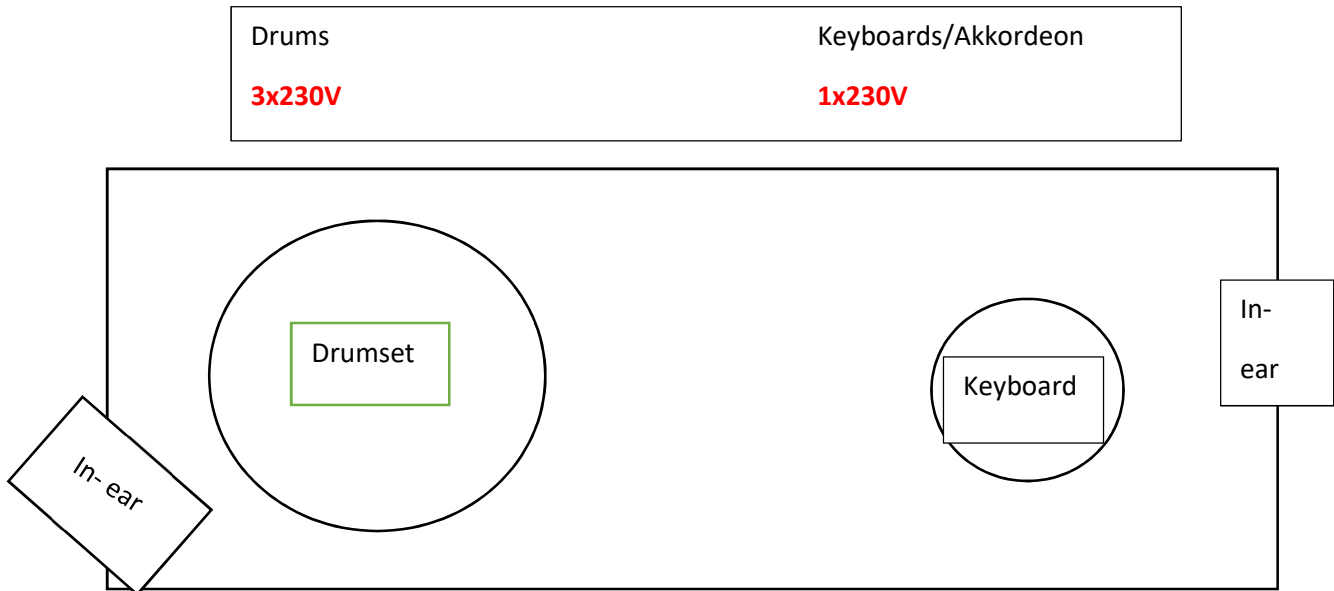 Drums Keyboards/Akkordeon
3x230V 1x230V
Drumset
Keyboard
In-
ear
In- ear